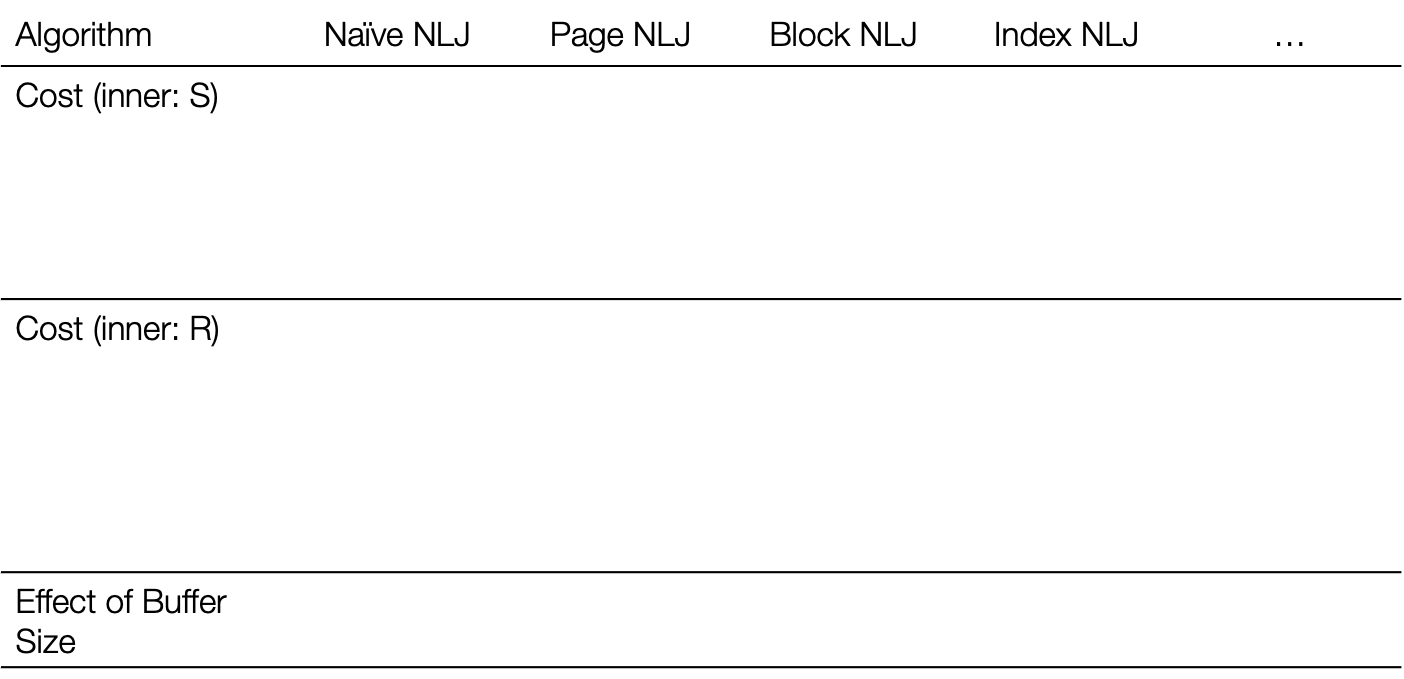 Algorithm Naïve NLJ Page NLJ Block NLJ Index NLJ …
Cost (inner: S)
Cost (inner: R)
Effect of Buffer
Size